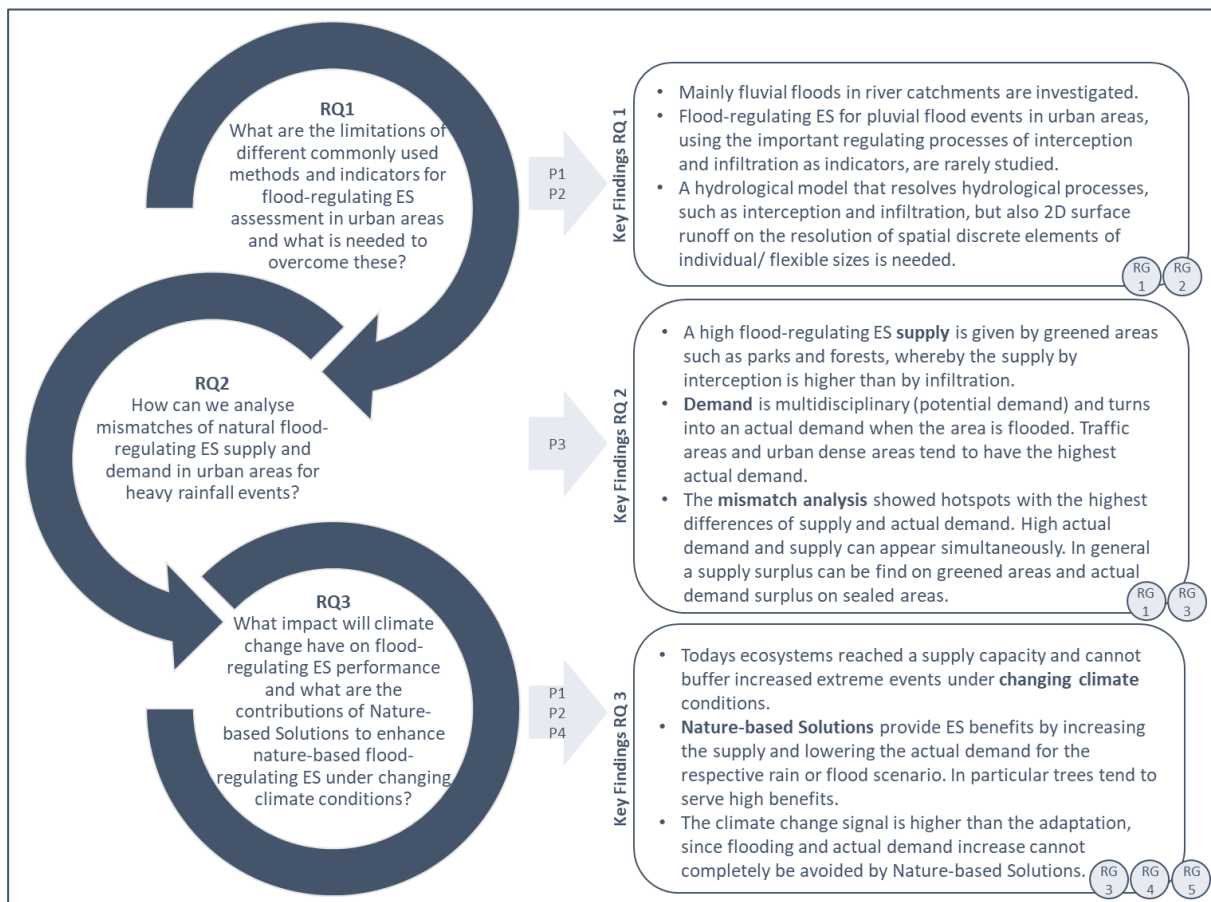 RQ1
What are the limitations of
different commonly used
methods and indicators for
flood-regulating ES
assessment in urban areas
and what is needed to
overcome these?
P1
P2
Key Findings RQ 1
• Mainly fluvial floods in river catchments are investigated.
• Flood-regulating ES for pluvial flood events in urban areas,
using the important regulating processes of interception
and infiltration as indicators, are rarely studied.
• A hydrological model that resolves hydrological processes,
such as interception and infiltration, but also 2D surface
runoff on the resolution of spatial discrete elements of
individual/ flexible sizes is needed.
RG
1
RG
2
RQ2
How can we analyse
mismatches of natural flood-
regulating ES supply and
demand in urban areas for
heavy rainfall events?
P3
Key Findings RQ 2
• A high flood-regulating ES supply is given by greened areas
such as parks and forests, whereby the supply by
interception is higher than by infiltration.
• Demand is multidisciplinary (potential demand) and turns
into an actual demand when the area is flooded. Traffic
areas and urban dense areas tend to have the highest
actual demand.
• The mismatch analysis showed hotspots with the highest
differences of supply and actual demand. High actual
demand and supply can appear simultaneously. In general
a supply surplus can be find on greened areas and actual
demand surplus on sealed areas.
RG
1
RG
3
RQ3
What impact will climate
change have on flood-
regulating ES performance
and what are the
contributions of Nature-
based Solutions to enhance
nature-based flood-
regulating ES under changing
climate conditions?
P1
P2
P4
Key Findings RQ 3
• Todays ecosystems reached a supply capacity and cannot
buffer increased extreme events under changing climate
conditions.
• Nature-based Solutions provide ES benefits by increasing
the supply and lowering the actual demand for the
respective rain or flood scenario. In particular trees tend to
serve high benefits.
• The climate change signal is higher than the adaptation,
since flooding and actual demand increase cannot
completely be avoided by Nature-based Solutions.
RG
3
RG
4
RG
5